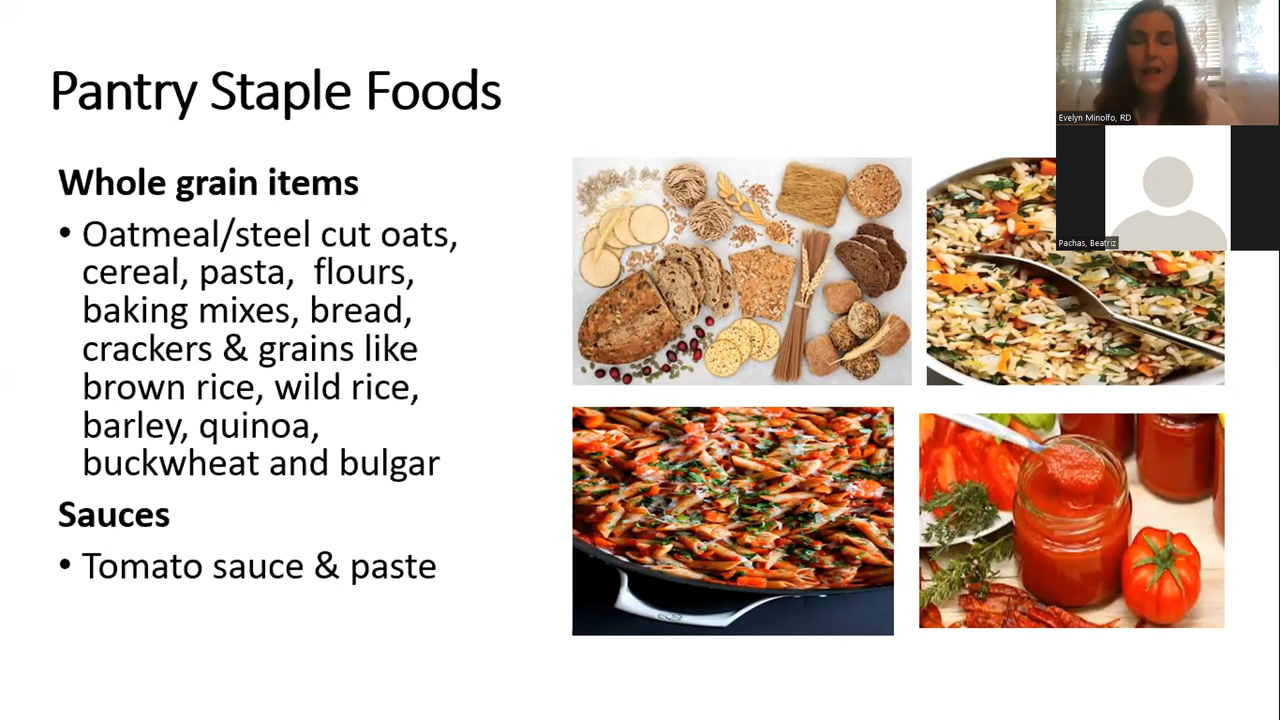 Pantry Staple Foods
Whole grain items
• Oatmeal/steel cut oats,
cereal, pasta,  flours,
baking mixes, bread,
crackers & grains like
brown rice, wild rice,
barley, quinoa,
buckwheat and bulgar
Sauces
• Tomato sauce & paste
Evelyn Minolfo, RD
Pachas, Beatriz